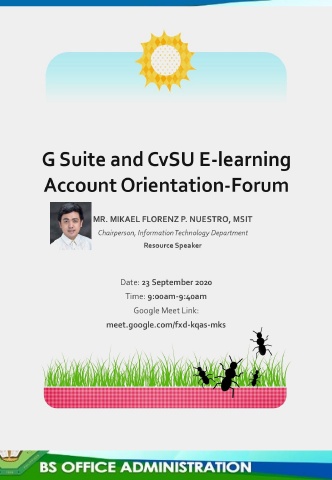 G Suite and CvSU E-learning
Account Orientation-Forum
MR. MIKAEL FLORENZ P. NUESTRO, MSIT
Chairperson, Information Technology Department
Resource Speaker
Date: 23 September 2020
Time: 9:00am-9:40am
Google Meet Link:
meet.google.com/fxd-kqas-mks
BS OFFICE ADMINISTRATION